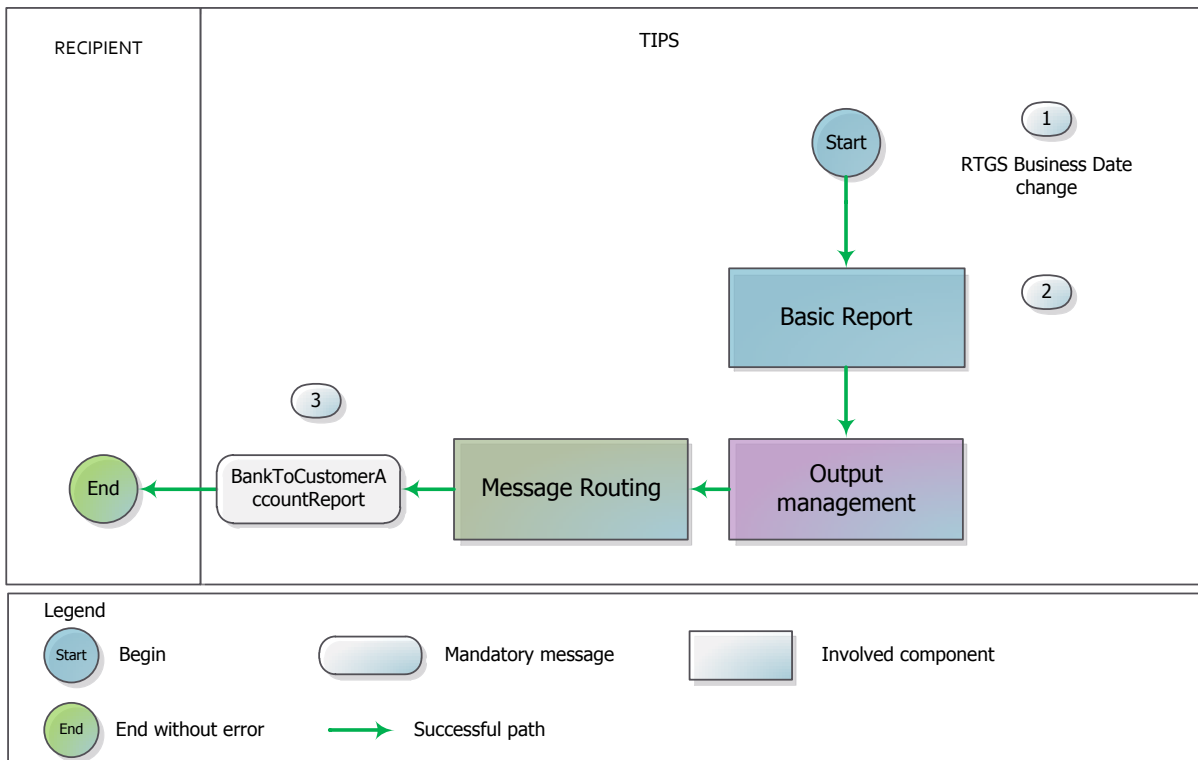 RECIPIENT
TIPS
Start
1
RTGS Business Date
change
Basic Report
2
3
End
BankToCustomerA
ccountReport
Message Routing
Output
management
Legend
Start
Begin
Mandatory message
Involved component
End
End without error
Successful path